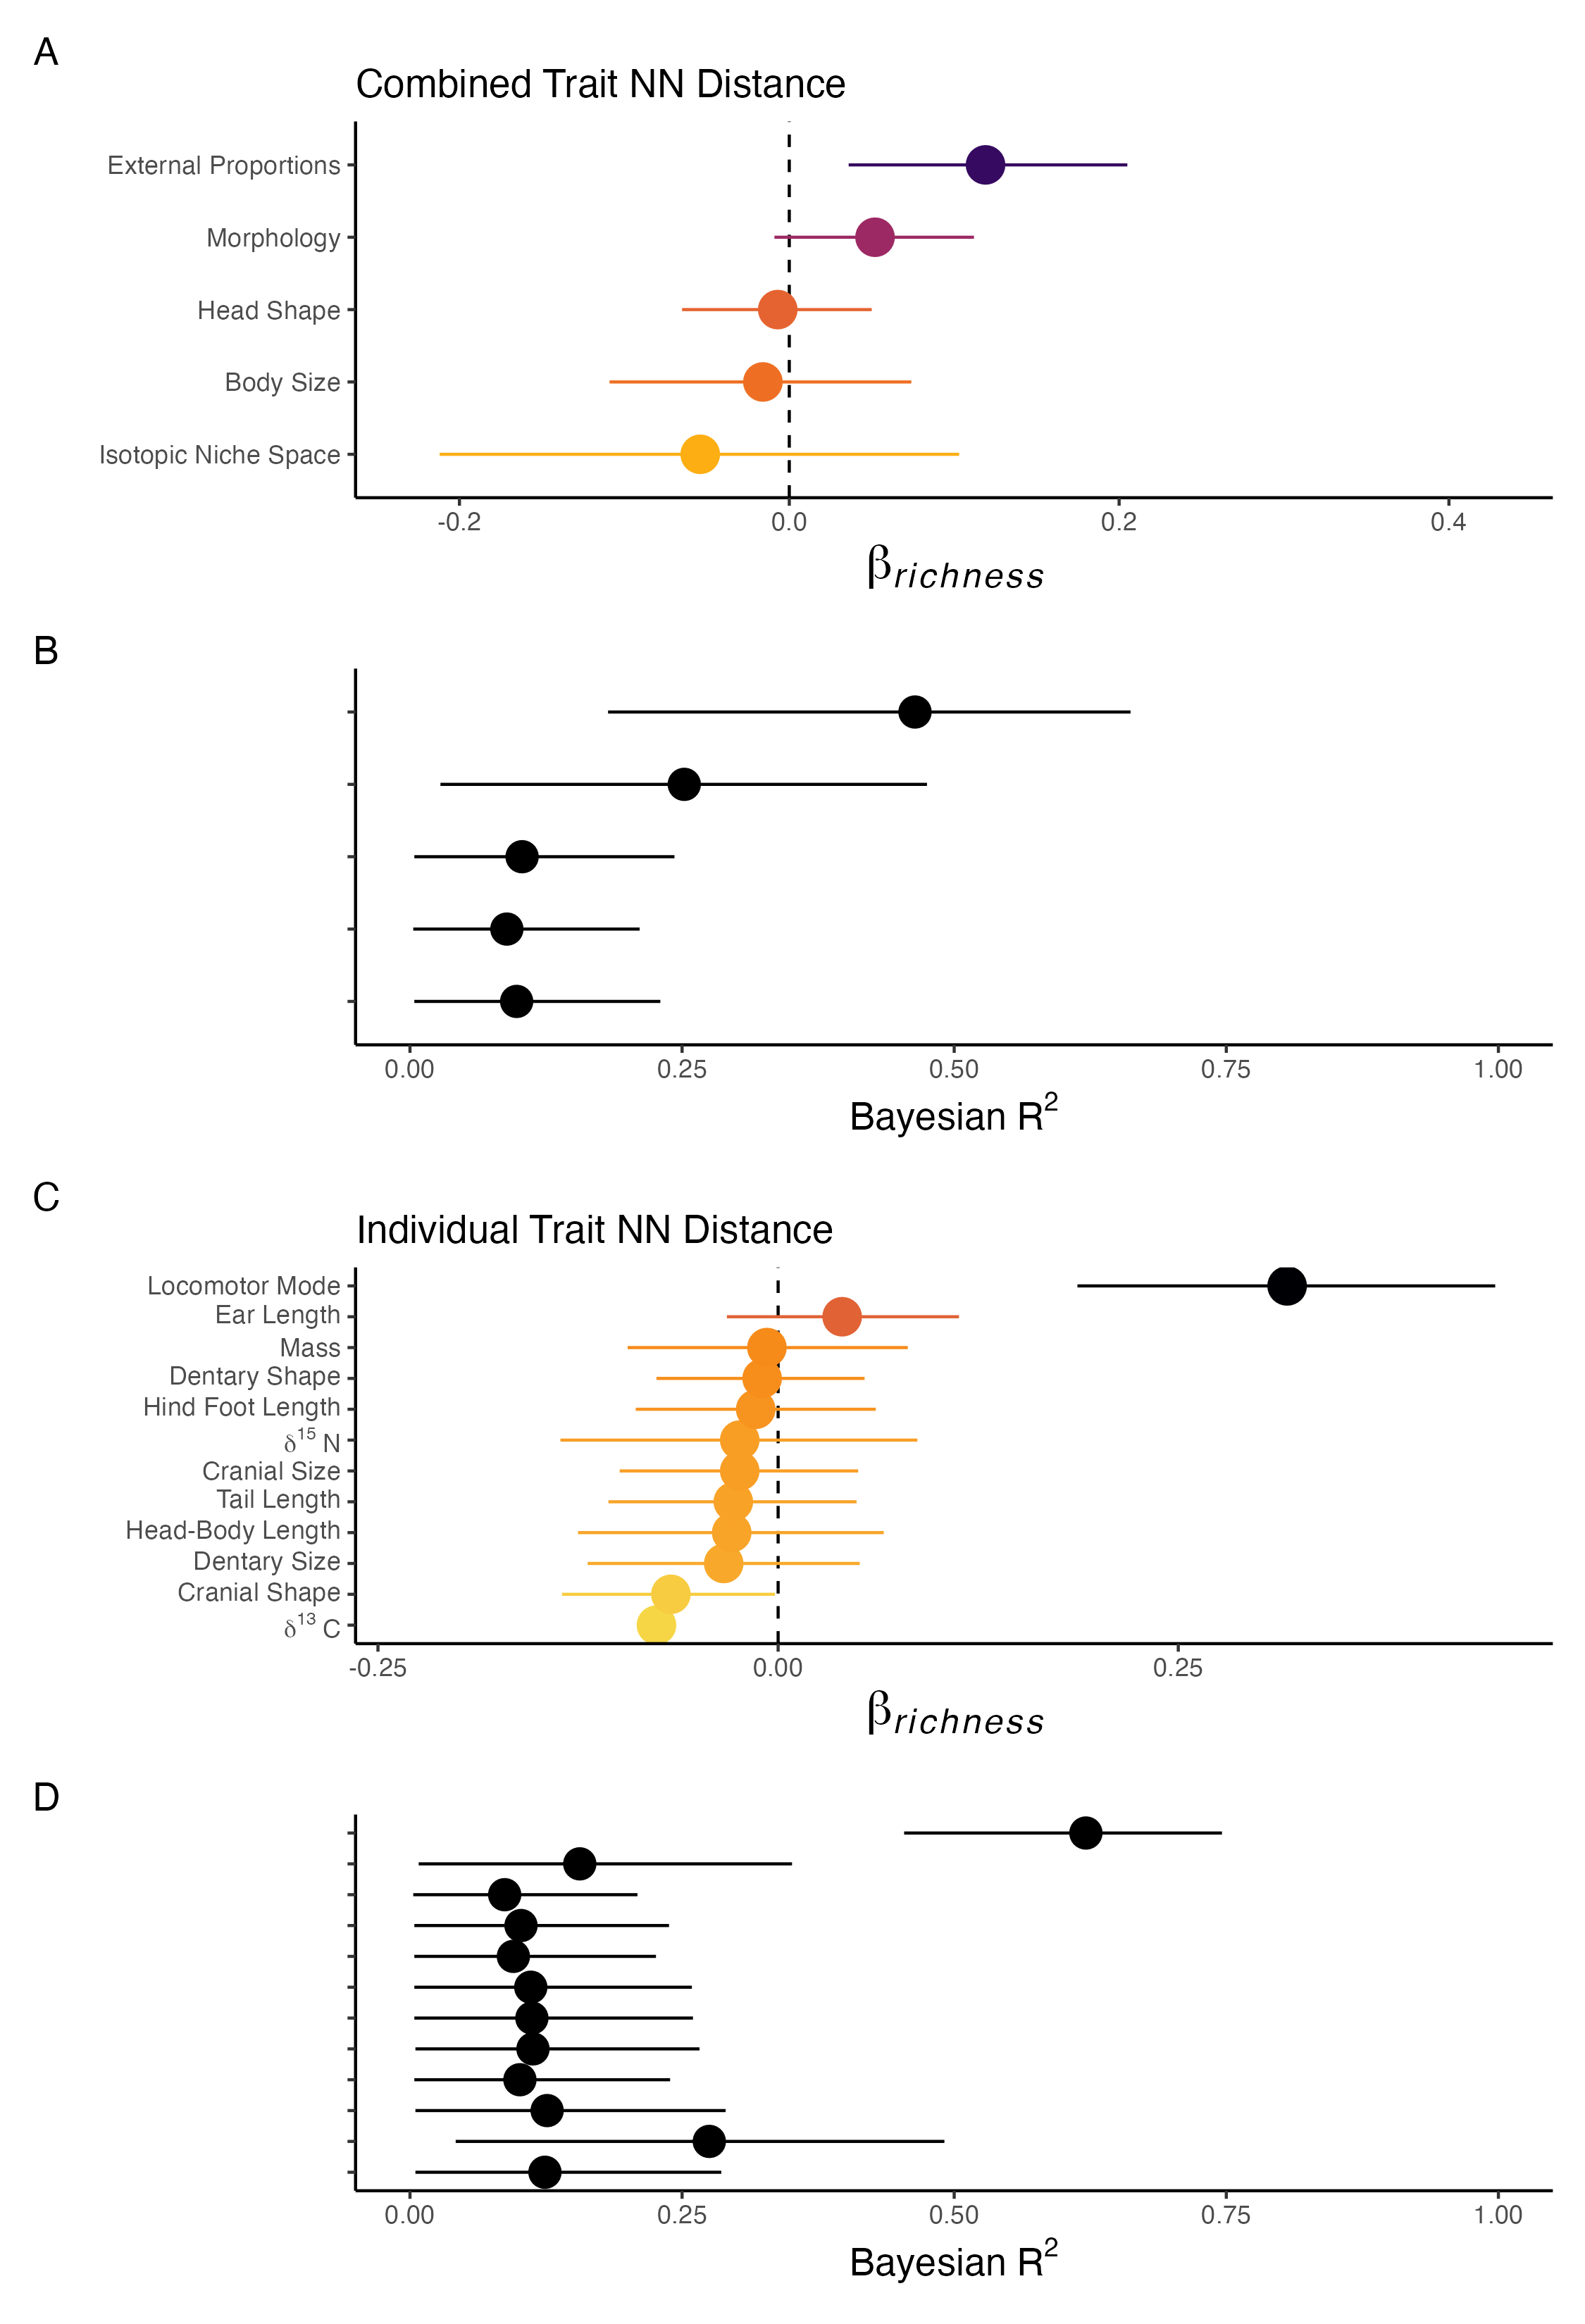 A
Combined Trait NN Distance
External Proportions
Morphology
Head Shape
Body Size
Isotopic Niche Space
-0.2 0.0 0.2 0.4
βrichness
B
0.00 0.25 0.50 0.75 1.00
Bayesian R²
C
Individual Trait NN Distance
Locomotor Mode
Ear Length
Mass
Dentary Shape
Hind Foot Length
δ¹⁵ N
Cranial Size
Tail Length
Head-Body Length
Dentary Size
Cranial Shape
δ¹³ C
-0.25 0.00 0.25
βrichness
D
0.00 0.25 0.50 0.75 1.00
Bayesian R²